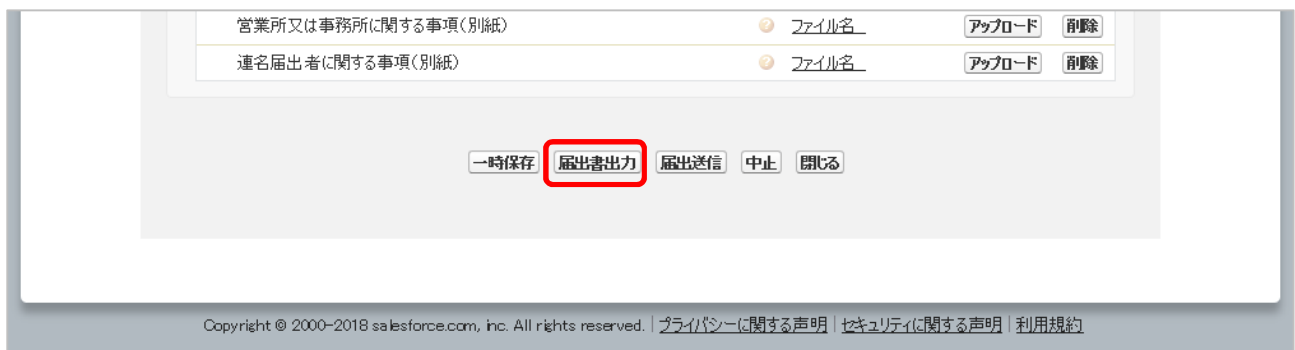 営業所又は事務所に関する事項(別紙) ? ファイル名 アップロード 削除
連名届出者に関する事項(別紙) ? ファイル名 アップロード 削除
一時保存 届出書出力 届出送信 中止 閉じる
Copyright © 2000-2018 salesforce.com, inc. All rights reserved. | プライバシーに関する声明 | セキュリティに関する声明 | 利用規約